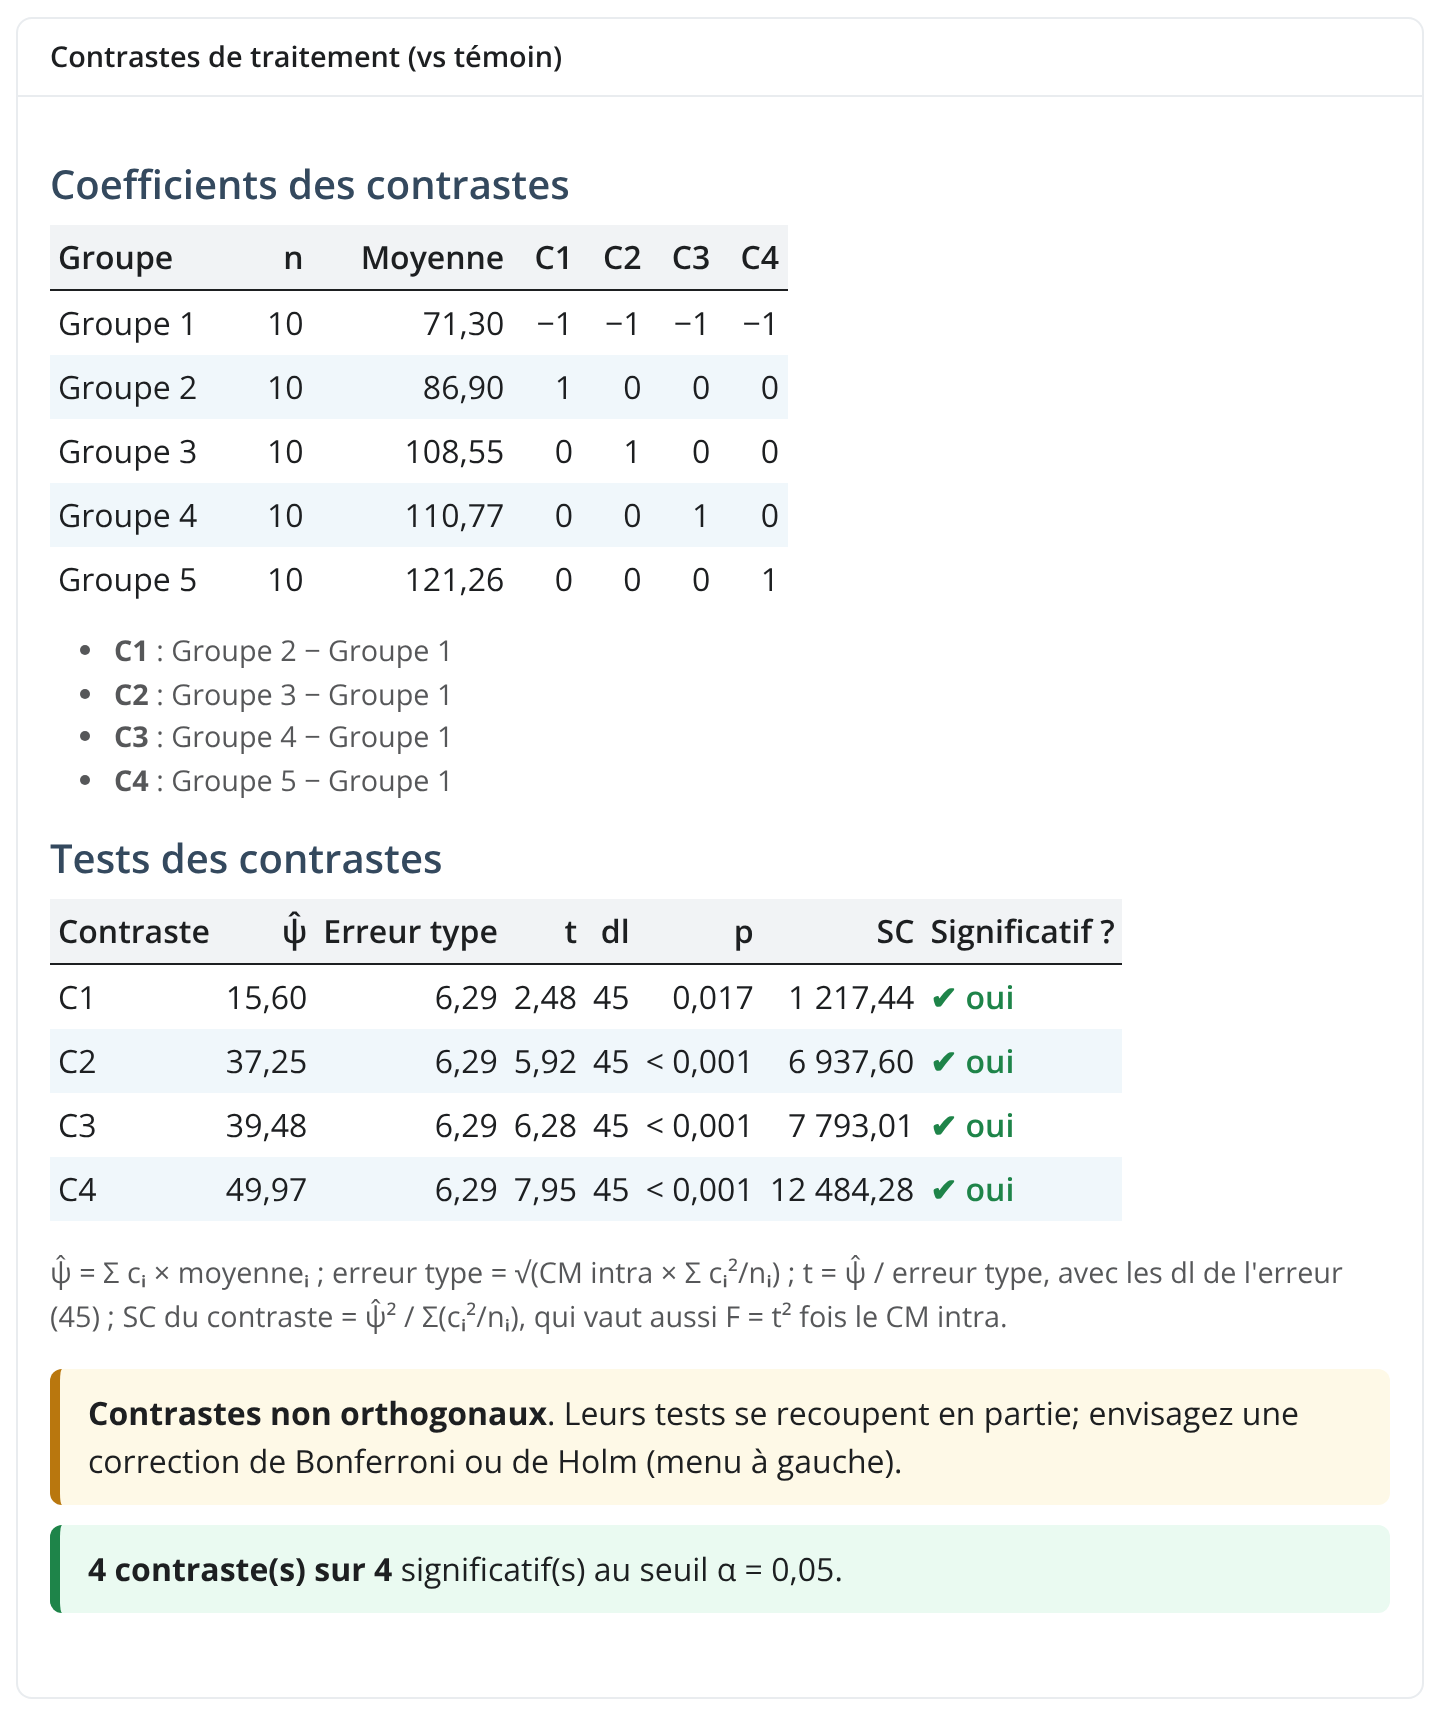 Contrastes de traitement (vs témoin)
Coefficients des contrastes
Groupe n Moyenne C1 C2 C3 C4
Groupe 1 10 71,30 −1 −1 −1 −1
Groupe 2 10 86,90 1 0 0 0
Groupe 3 10 108,55 0 1 0 0
Groupe 4 10 110,77 0 0 1 0
Groupe 5 10 121,26 0 0 0 1
• C1 : Groupe 2 − Groupe 1
• C2 : Groupe 3 − Groupe 1
• C3 : Groupe 4 − Groupe 1
• C4 : Groupe 5 − Groupe 1
Tests des contrastes
Contraste ψ̂ Erreur type t dl p SC Significatif ?
C1 15,60 6,29 2,48 45 0,017 1 217,44 ✔ oui
C2 37,25 6,29 5,92 45 < 0,001 6 937,60 ✔ oui
C3 39,48 6,29 6,28 45 < 0,001 7 793,01 ✔ oui
C4 49,97 6,29 7,95 45 < 0,001 12 484,28 ✔ oui
ψ̂ = Σ cᵢ × moyenneᵢ ; erreur type = √(CM intra × Σ cᵢ²/nᵢ) ; t = ψ̂ / erreur type, avec les dl de l'erreur
(45) ; SC du contraste = ψ̂² / Σ(cᵢ²/nᵢ), qui vaut aussi F = t² fois le CM intra.
Contrastes non orthogonaux. Leurs tests se recoupent en partie; envisagez une
correction de Bonferroni ou de Holm (menu à gauche).
4 contraste(s) sur 4 significatif(s) au seuil α = 0,05.